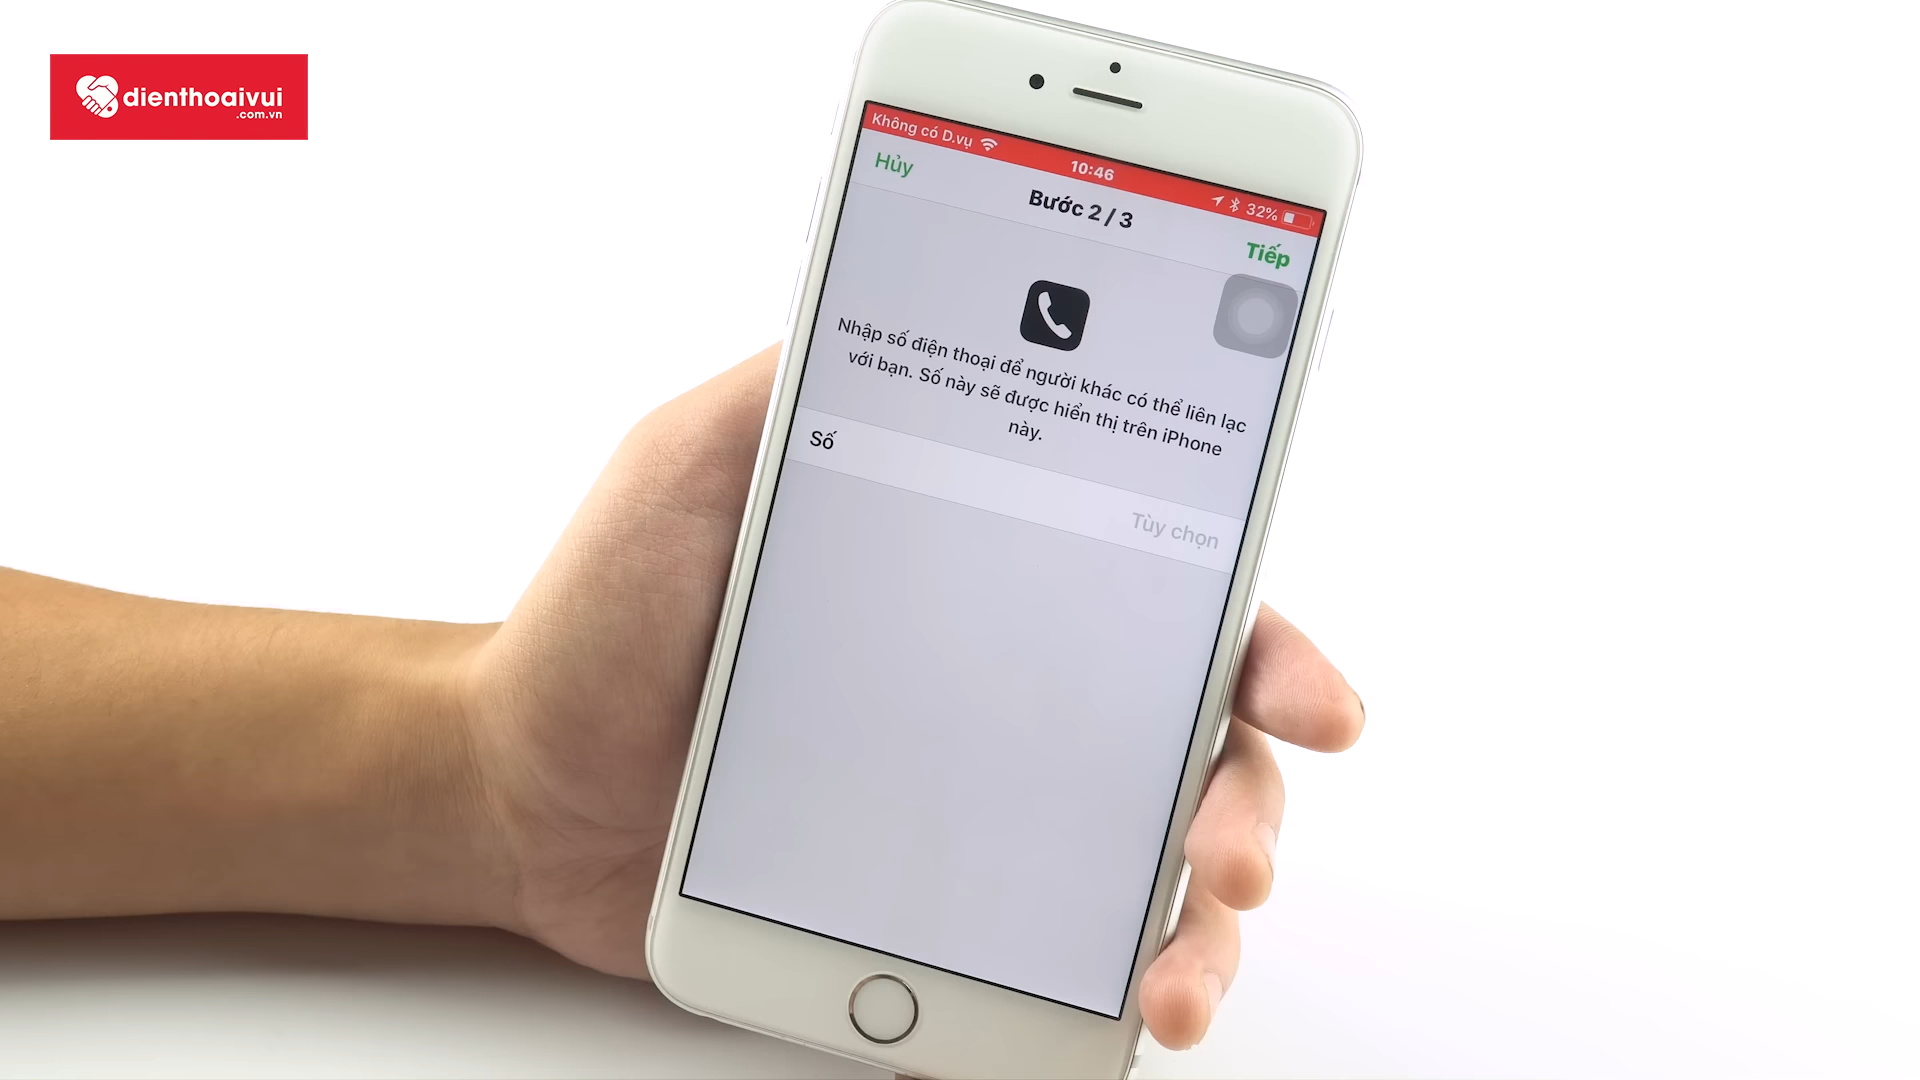 dienthoaivui
.com.vn
Không có D.vụ
10:46
32%
Hủy
Bước 2 / 3
Tiếp
Nhập số điện thoại để người khác có thể liên lạc
với bạn. Số này sẽ được hiển thị trên iPhone
này.
Số
Tùy chọn